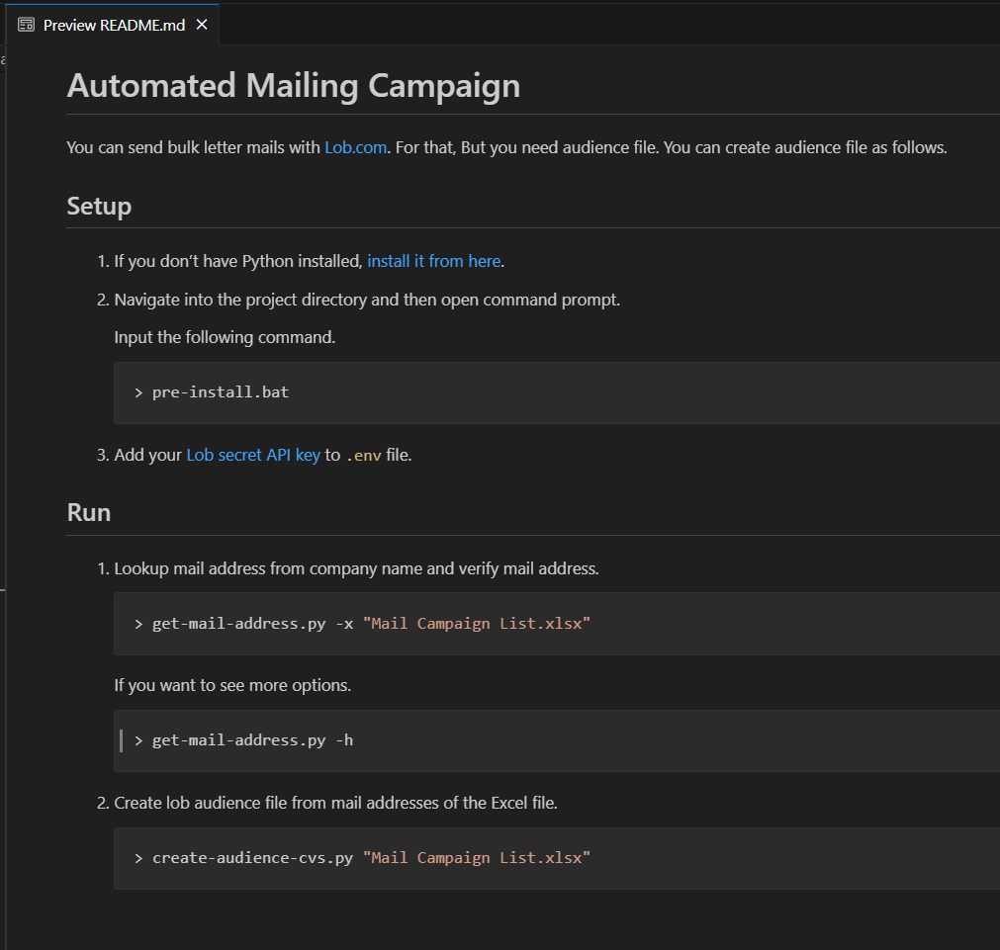 Preview README.md
Automated Mailing Campaign
You can send bulk letter mails with Lob.com. For that, But you need audience file. You can create audience file as follows.
Setup
1. If you don’t have Python installed, install it from here.
2. Navigate into the project directory and then open command prompt.
Input the following command.
> pre-install.bat
3. Add your Lob secret API key to .env file.
Run
1. Lookup mail address from company name and verify mail address.
> get-mail-address.py -x "Mail Campaign List.xlsx"
If you want to see more options.
> get-mail-address.py -h
2. Create lob audience file from mail addresses of the Excel file.
> create-audience-cvs.py "Mail Campaign List.xlsx"